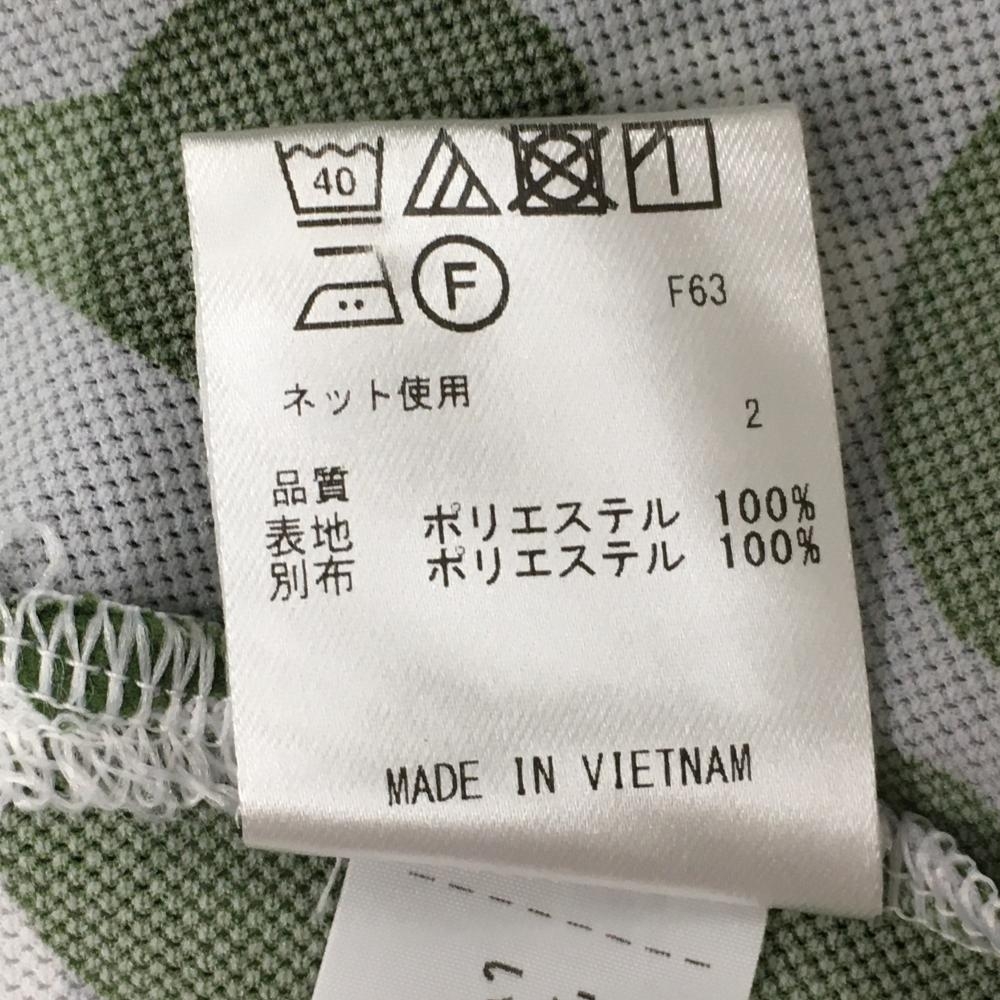 40
F
F63
ネット使用
2
品質
表地 ポリエステル 100%
別布 ポリエステル 100%
MADE IN VIETNAM